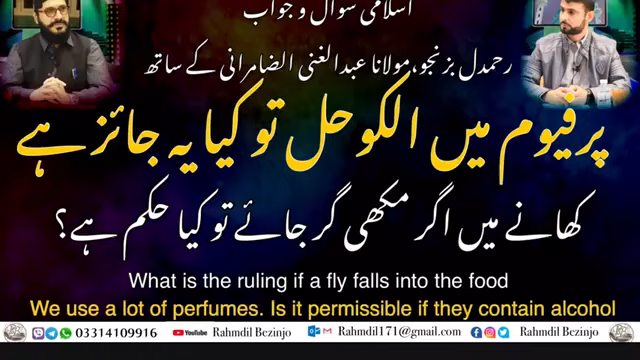 اسلامی سوال و جواب
رحمدل بزنجو، مولانا عبدالغنی الضامرانی کے ساتھ
پرفیوم میں الکوحل تو کیا یہ جائز ہے
کھانے میں اگر مکھی گر جائے تو کیا حکم ہے؟
What is the ruling if a fly falls into the food
We use a lot of perfumes. Is it permissible if they contain alcohol
03314109916 YouTube Rahmdil Bezinjo Rahmdil171@gmail.com Rahmdil Bezinjo